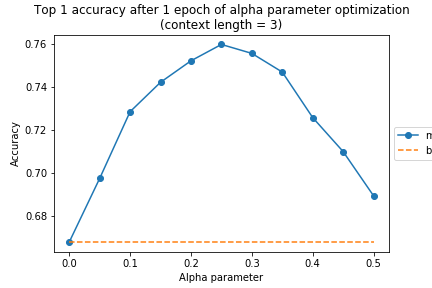 Top 1 accuracy after 1 epoch of alpha parameter optimization
(context length = 3)
Accuracy
0.76
0.74
0.72
0.70
0.68
0.0 0.1 0.2 0.3 0.4 0.5
Alpha parameter